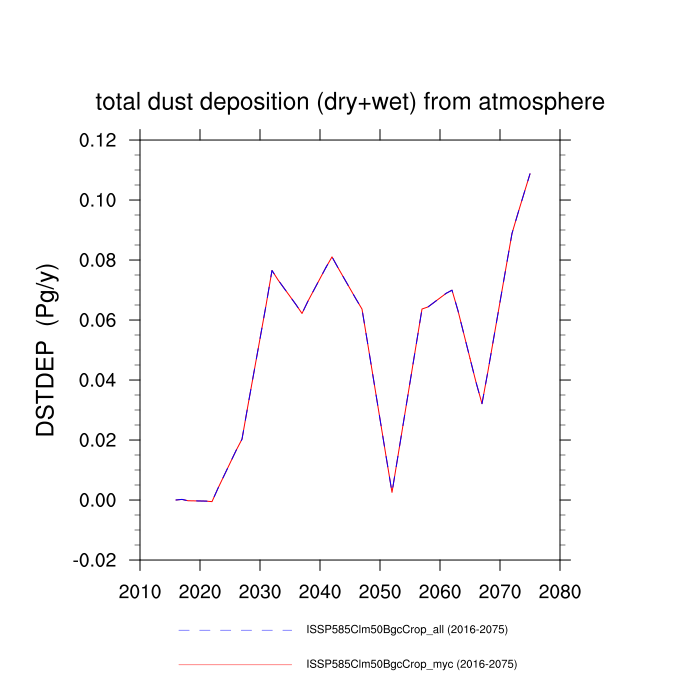 total dust deposition (dry+wet) from atmosphere
0.12
0.10
0.08
0.06
0.04
0.02
0.00
-0.02
DSTDEP (Pg/y)
2010 2020 2030 2040 2050 2060 2070 2080
ISSP585Clm50BgcCrop_all (2016-2075)
ISSP585Clm50BgcCrop_myc (2016-2075)